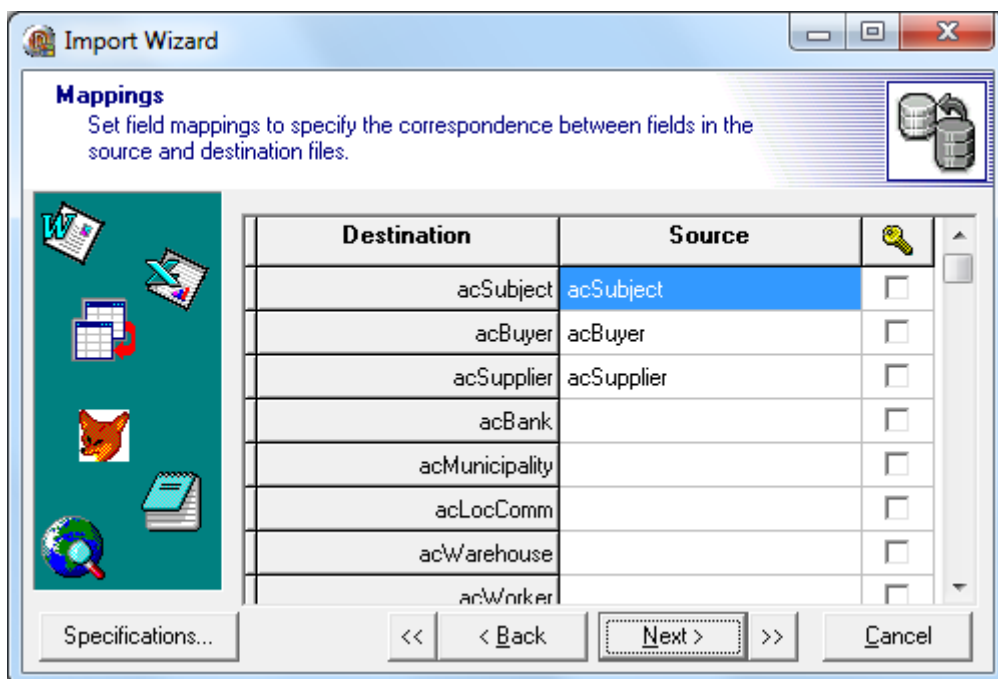 Import Wizard
Mappings
Set field mappings to specify the correspondence between fields in the
source and destination files.
Destination Source
acSubject acSubject
acBuyer acBuyer
acSupplier acSupplier
acBank
acMunicipality
acLocComm
acWarehouse
acWorker
Specifications... << < Back Next > >> Cancel